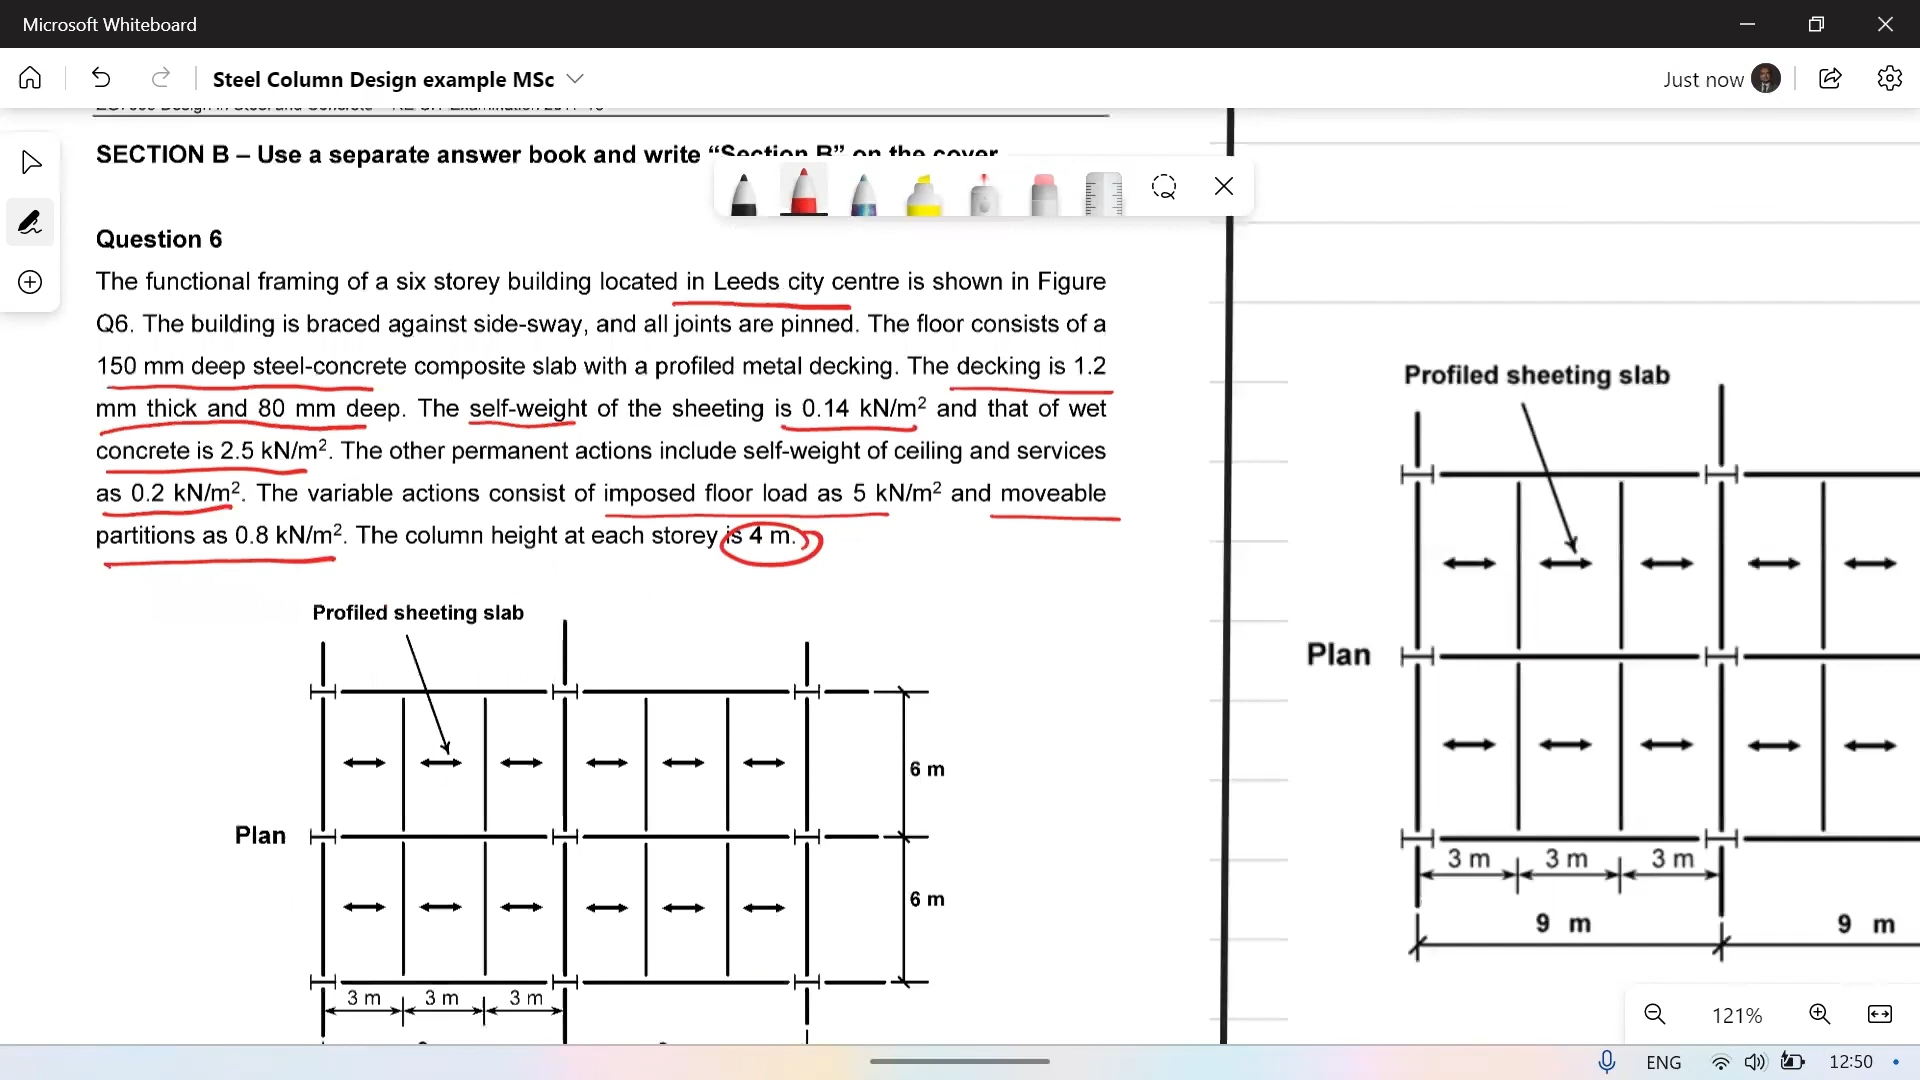 Microsoft Whiteboard
Steel Column Design example MSc
Just now
SECTION B – Use a separate answer book and write “Section B” on the cover
Question 6
The functional framing of a six storey building located in Leeds city centre is shown in Figure
Q6. The building is braced against side-sway, and all joints are pinned. The floor consists of a
150 mm deep steel-concrete composite slab with a profiled metal decking. The decking is 1.2
mm thick and 80 mm deep. The self-weight of the sheeting is 0.14 kN/m² and that of wet
concrete is 2.5 kN/m². The other permanent actions include self-weight of ceiling and services
as 0.2 kN/m². The variable actions consist of imposed floor load as 5 kN/m² and moveable
partitions as 0.8 kN/m². The column height at each storey is 4 m.
Profiled sheeting slab
6 m
Plan
6 m
3 m 3 m 3 m
Profiled sheeting slab
Plan
3 m 3 m 3 m
9 m 9 m
121%
ENG
12:50